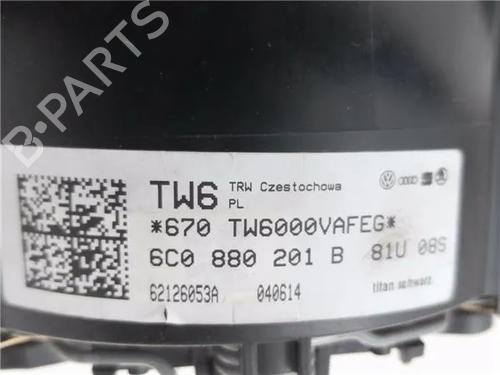 B-PARTS
TW6 TRW Czestochowa
PL
*670 TW6000VAFEG*
6C0 880 201 B 81U 08S
62126053A 040614 titan schwarz